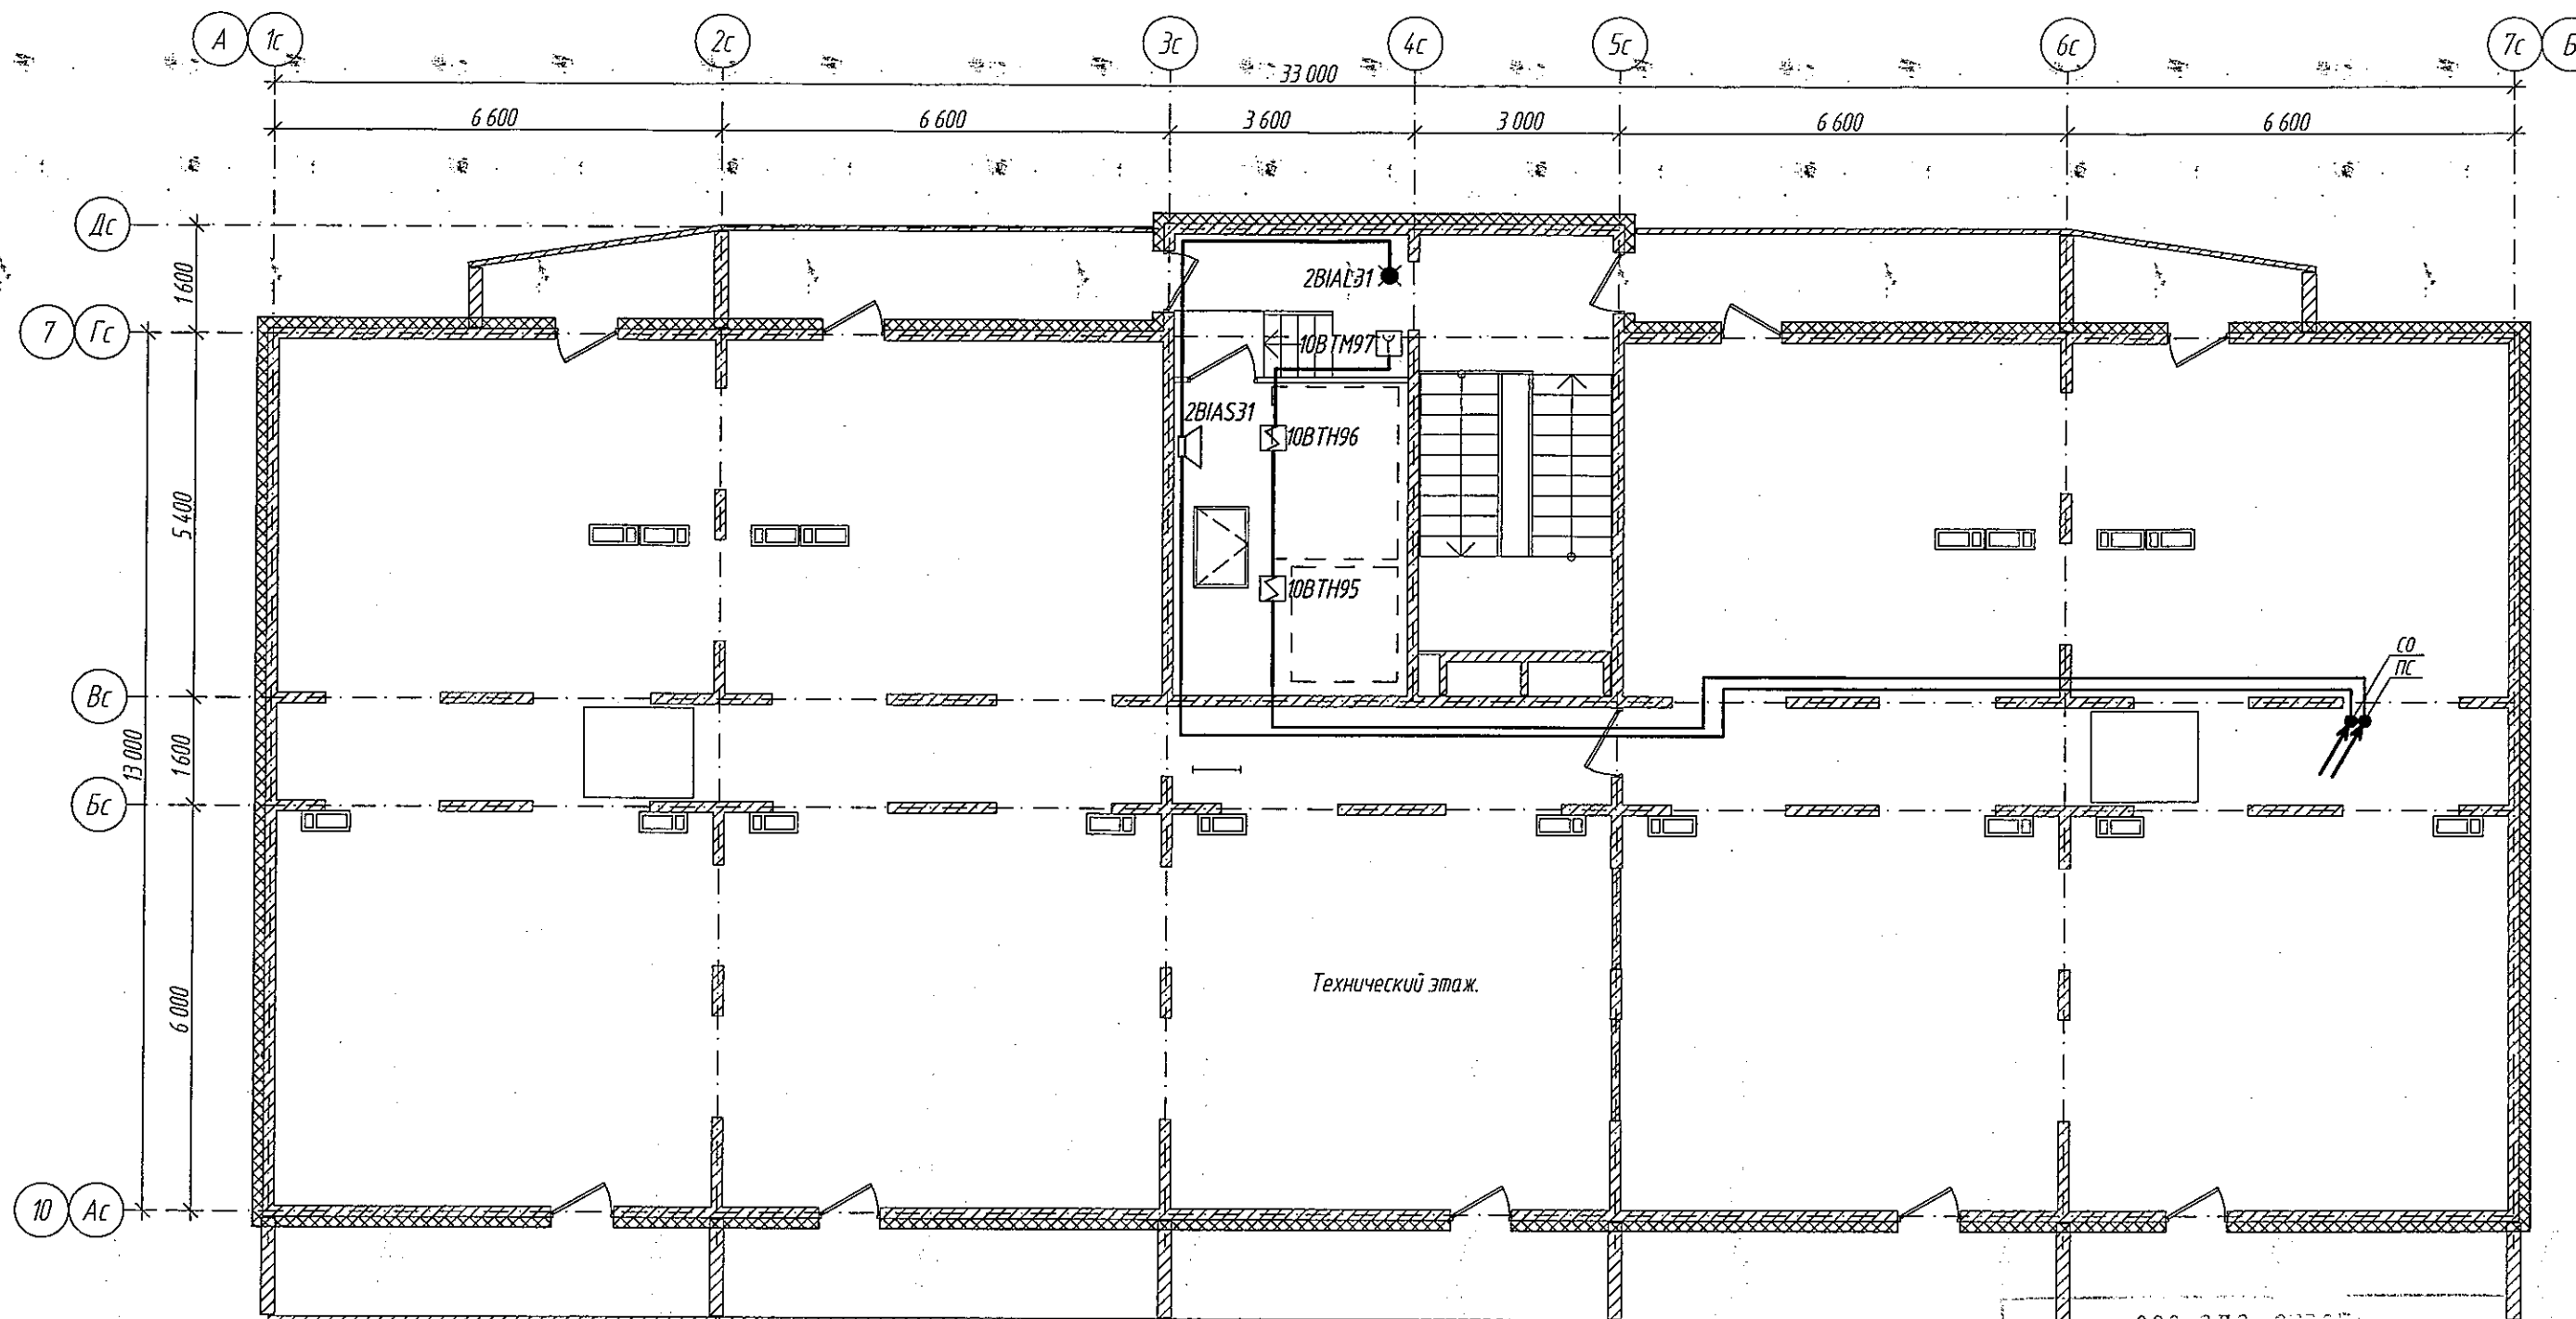 А 1с 2с 3с 4с 5с 6с 7с Б
33 000
6 600 6 600 3 600 3 000 6 600 6 600
Дс
1600
2BIAL31
7 Гс
10BTM97
2BIAS31
10BTH96
5 400
10BTH95
СО
ПС
Вс
13 000
1600
Бс
Технический этаж.
6 000
10 Ас